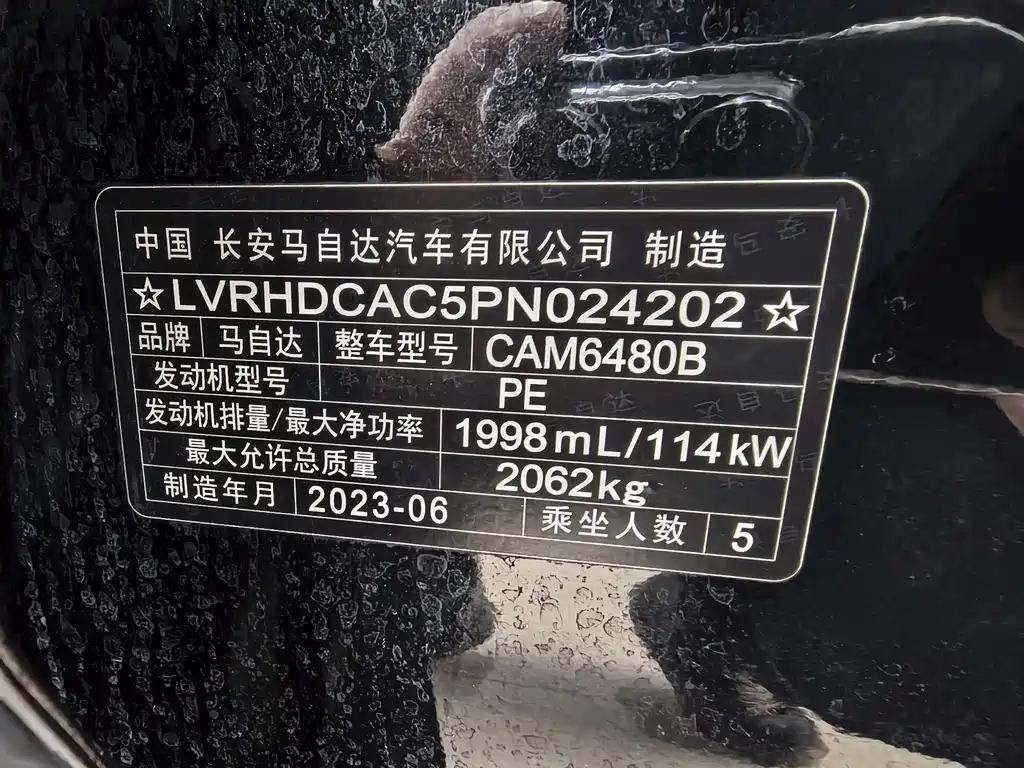 中国 长安马自达汽车有限公司 制造
☆LVRHDCAC5PN024202☆
品牌 马自达 整车型号 CAM6480B
发动机型号 PE
发动机排量/最大净功率 1998mL/114kW
最大允许总质量 2062kg
制造年月 2023-06 乘坐人数 5